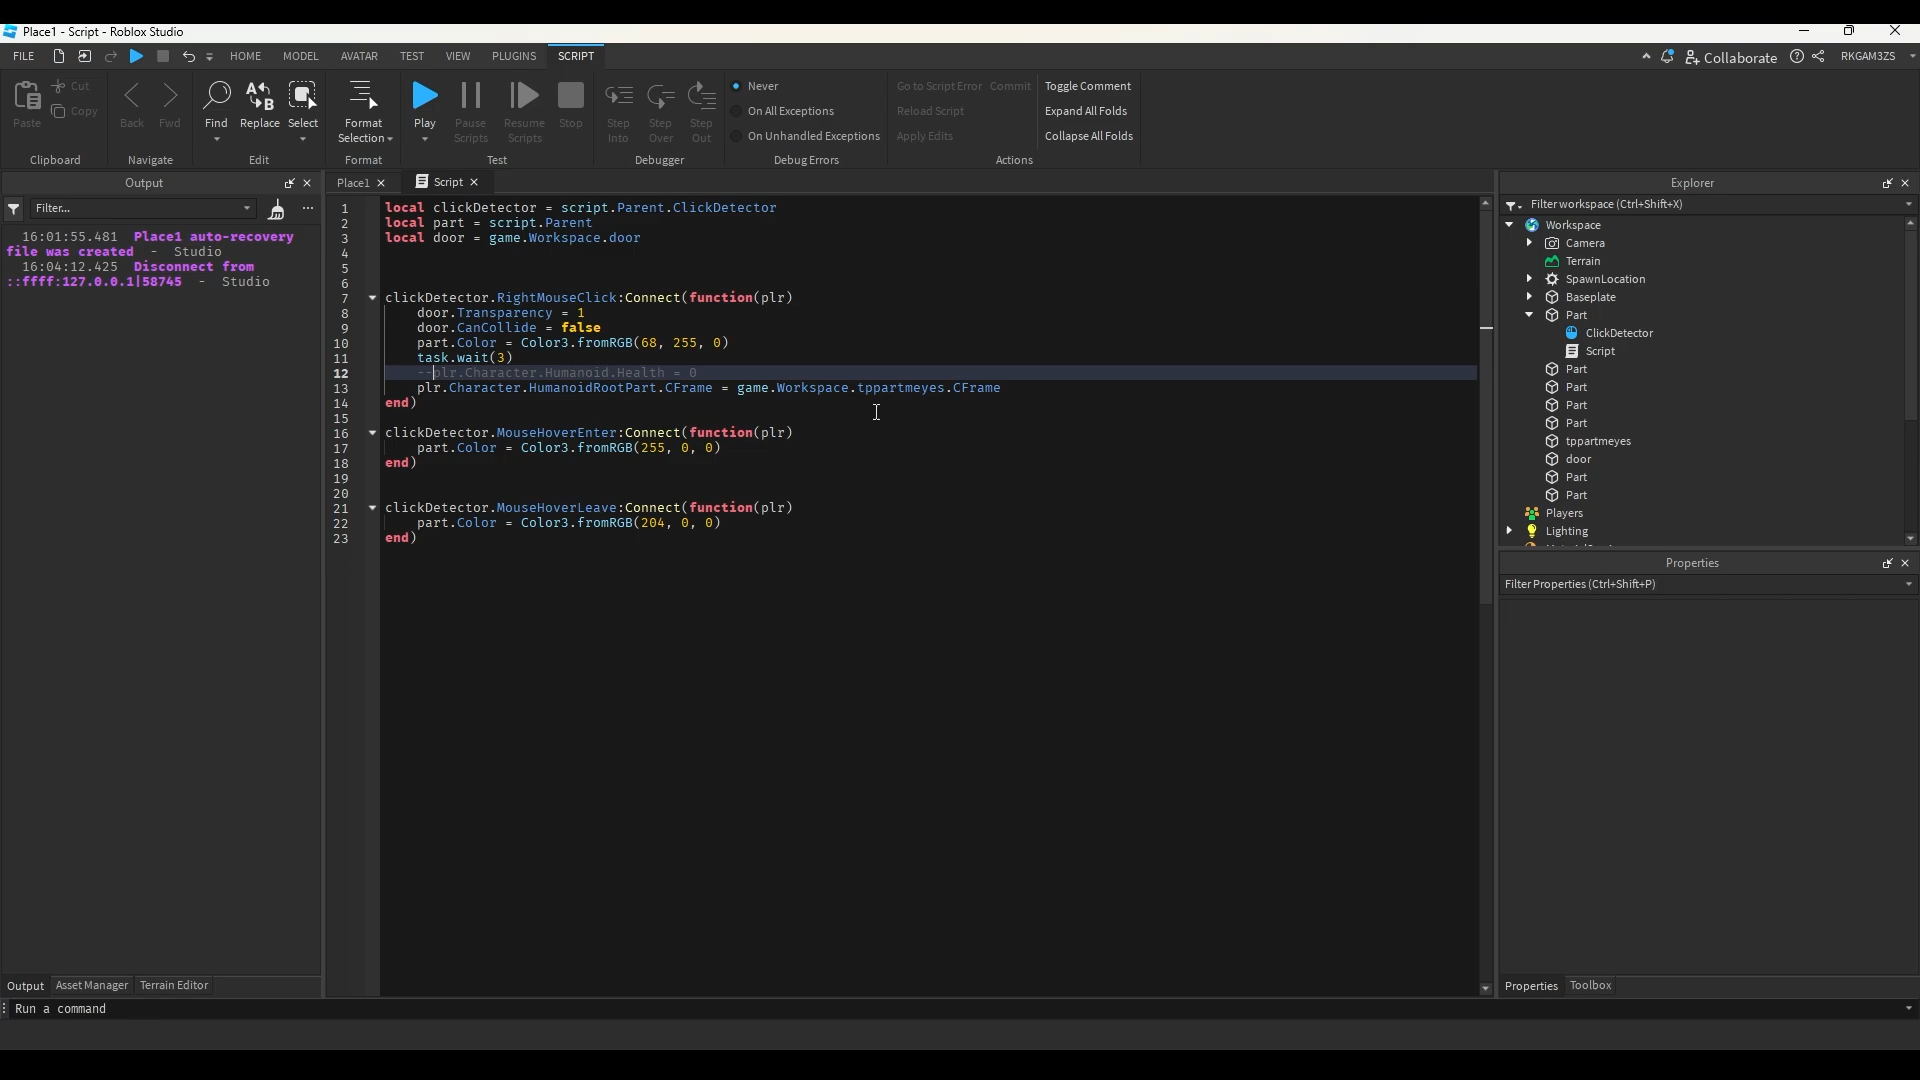 Place1 - Script - Roblox Studio
FILE HOME MODEL AVATAR TEST VIEW PLUGINS SCRIPT Collaborate RKGAM3ZS
Paste Cut Copy
Back Fwd
Find Replace Select
Format Selection
Play Pause Scripts Resume Scripts Stop
Step Into Step Over Step Out
Never
On All Exceptions
On Unhandled Exceptions
Go to Script Error Commit
Reload Script
Apply Edits
Toggle Comment
Expand All Folds
Collapse All Folds
Clipboard Navigate Edit Format Test Debugger Debug Errors Actions
Output
Filter...
16:01:55.481 Place1 auto-recovery
file was created - Studio
16:04:12.425 Disconnect from
::ffff:127.0.0.1|58745 - Studio
Place1 Script
1 local clickDetector = script.Parent.ClickDetector
2 local part = script.Parent
3 local door = game.Workspace.door
4
5
6
7 clickDetector.RightMouseClick:Connect(function(plr)
8 door.Transparency = 1
9 door.CanCollide = false
10 part.Color = Color3.fromRGB(68, 255, 0)
11 task.wait(3)
12 --plr.Character.Humanoid.Health = 0
13 plr.Character.HumanoidRootPart.CFrame = game.Workspace.tppartmeyes.CFrame
14 end)
15
16 clickDetector.MouseHoverEnter:Connect(function(plr)
17 part.Color = Color3.fromRGB(255, 0, 0)
18 end)
19
20
21 clickDetector.MouseHoverLeave:Connect(function(plr)
22 part.Color = Color3.fromRGB(204, 0, 0)
23 end)
Explorer
Filter workspace (Ctrl+Shift+X)
Workspace
Camera
Terrain
SpawnLocation
Baseplate
Part
ClickDetector
Script
Part
Part
Part
Part
tppartmeyes
door
Part
Part
Players
Lighting
Properties
Filter Properties (Ctrl+Shift+P)
Output Asset Manager Terrain Editor
Properties Toolbox
Run a command